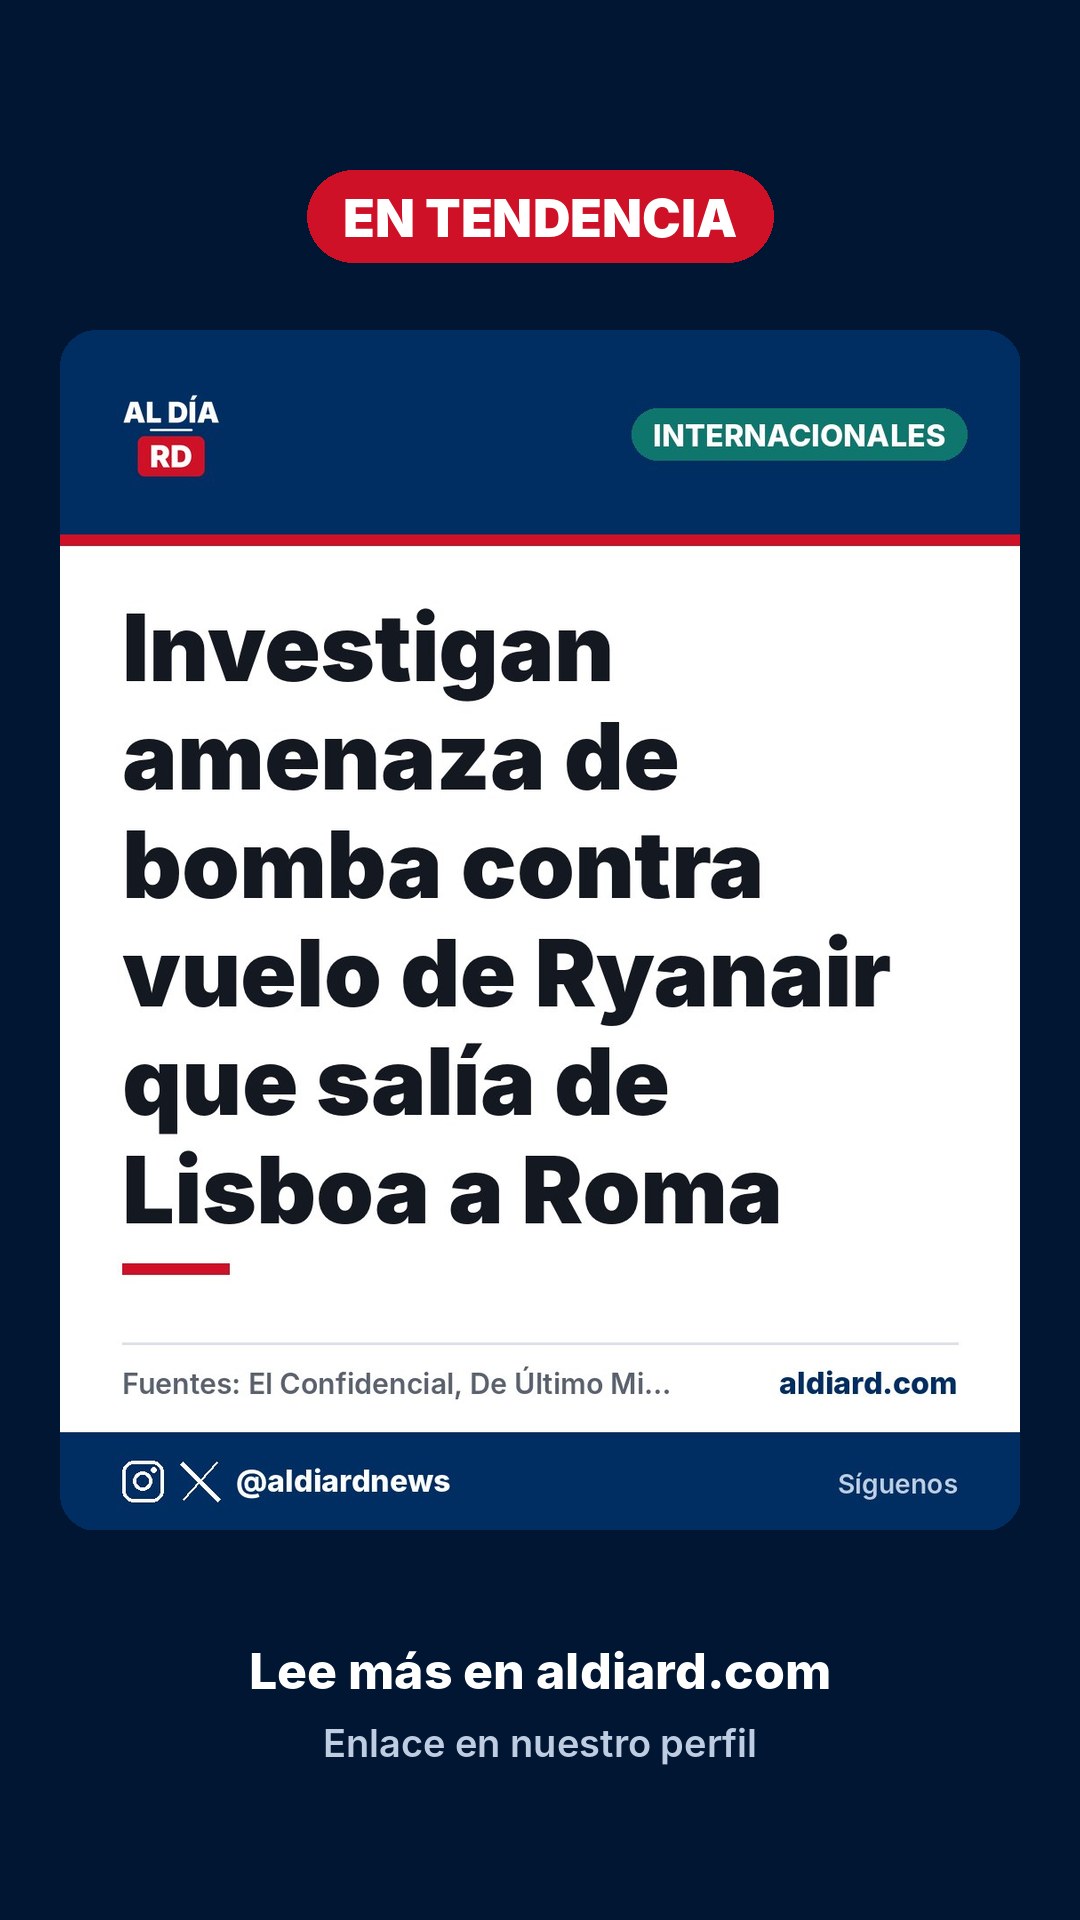 EN TENDENCIA
AL DÍA
RD
INTERNACIONALES
Investigan
amenaza de
bomba contra
vuelo de Ryanair
que salía de
Lisboa a Roma
Fuentes: El Confidencial, De Último Mi...
aldiard.com
@aldiardnews
Síguenos
Lee más en aldiard.com
Enlace en nuestro perfil